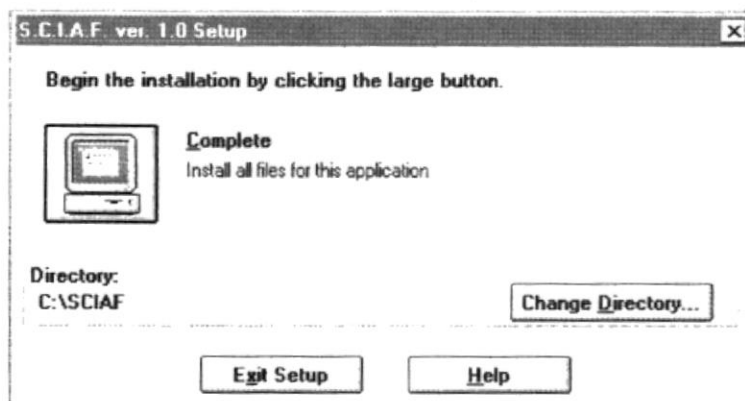 S.C.I.A.F. ver. 1.0 Setup
Begin the installation by clicking the large button.
Complete
Install all files for this application
Directory:
C:\SCIAF
Change Directory...
Exit Setup
Help